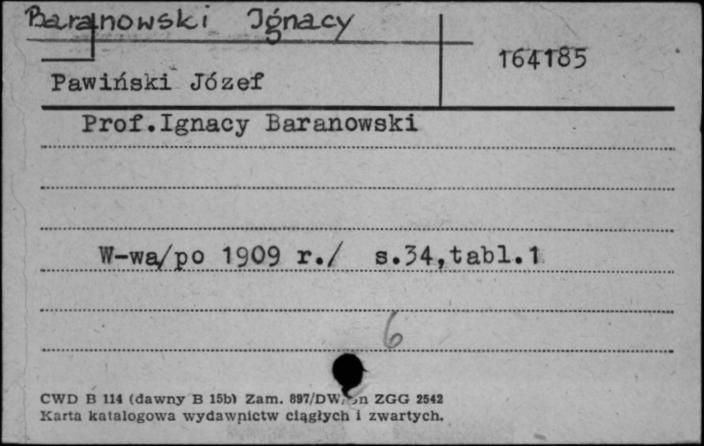 Baranowski Ignacy
164185
Pawiński Józef
Prof.Ignacy Baranowski
W-wa/po 1909 r./ s.34,tabl.1
6
CWD B 114 (dawny B 15b) Zam. 897/DW/ n ZGG 2542
Karta katalogowa wydawnictw ciągłych i zwartych.